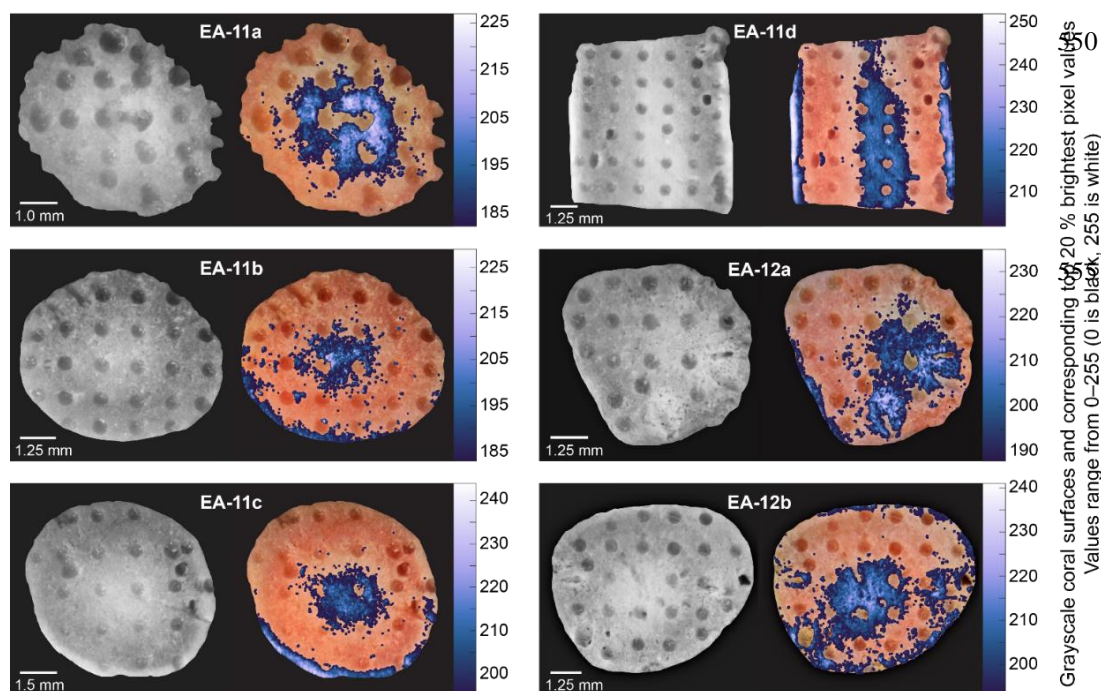 EA-11a
225
215
205
195
185
1.0 mm
EA-11d
250
240
230
220
210
1.25 mm
EA-11b
225
215
205
195
185
1.25 mm
EA-12a
230
220
210
200
190
1.25 mm
EA-11c
240
230
220
210
200
1.5 mm
EA-12b
240
230
220
210
200
1.25 mm
Grayscale coral surfaces and corresponding top 20 % brightest pixel values
Values range from 0–255 (0 is black, 255 is white)